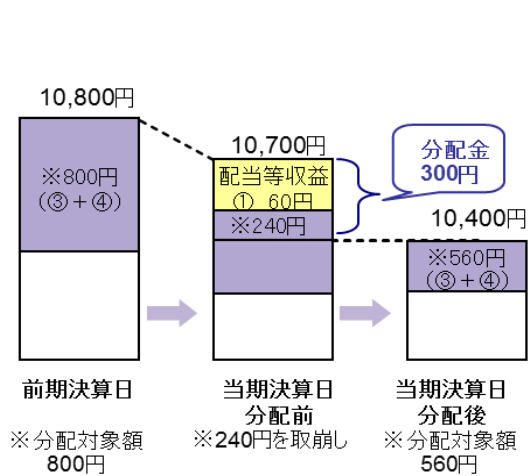 10,800円
※800円
(③+④)
10,700円
配当等収益
① 60円
※240円
分配金
300円
10,400円
※560円
(③+④)
前期決算日
※分配対象額
800円
当期決算日
分配前
※240円を取崩し
当期決算日
分配後
※分配対象額
560円